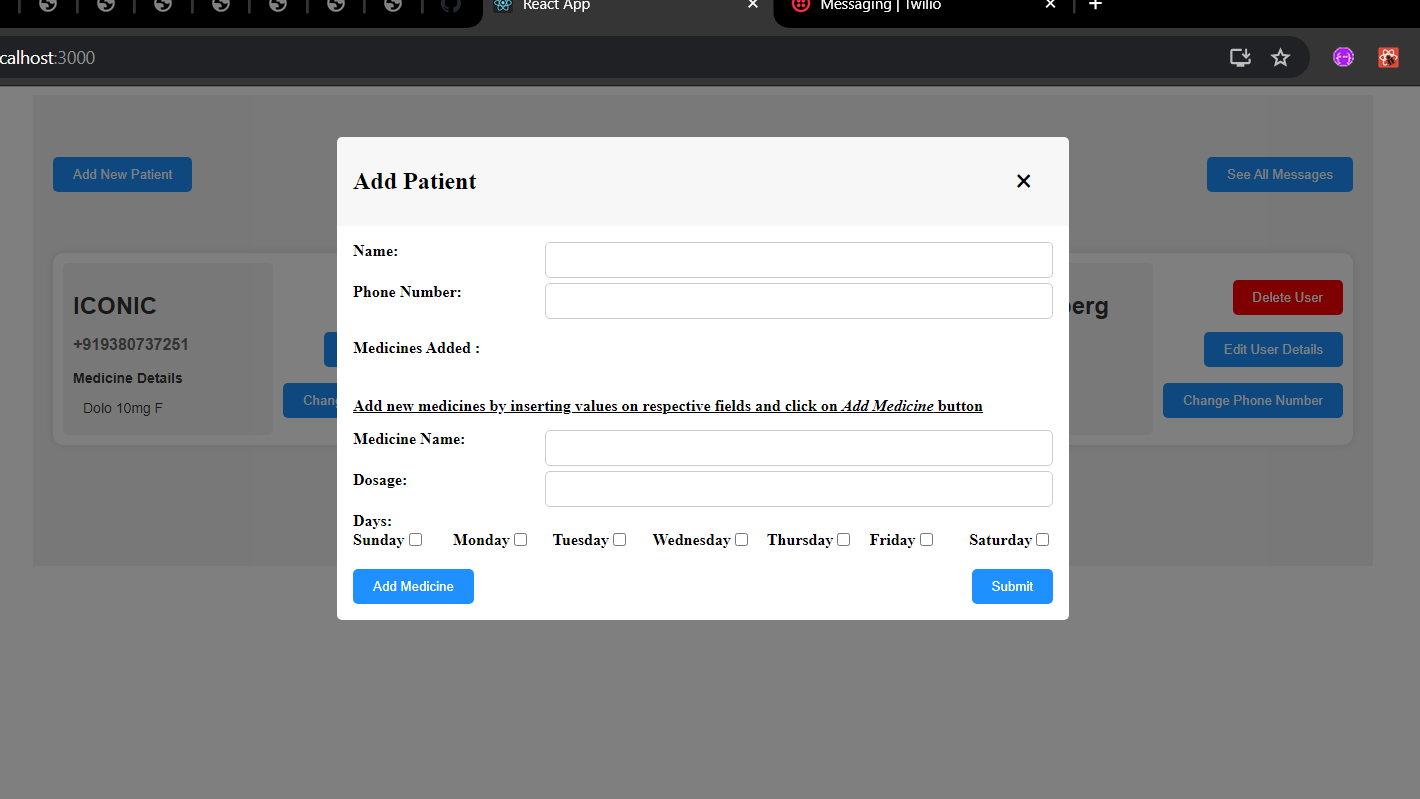 React App
Messaging | Twilio
calhost:3000
Add New Patient
See All Messages
Add Patient
Name:
Phone Number:
Medicines Added :
Add new medicines by inserting values on respective fields and click on Add Medicine button
Medicine Name:
Dosage:
Days:
Sunday Monday Tuesday Wednesday Thursday Friday Saturday
Add Medicine
Submit
ICONIC
+919380737251
Medicine Details
Dolo 10mg F
Chan
erg
Delete User
Edit User Details
Change Phone Number